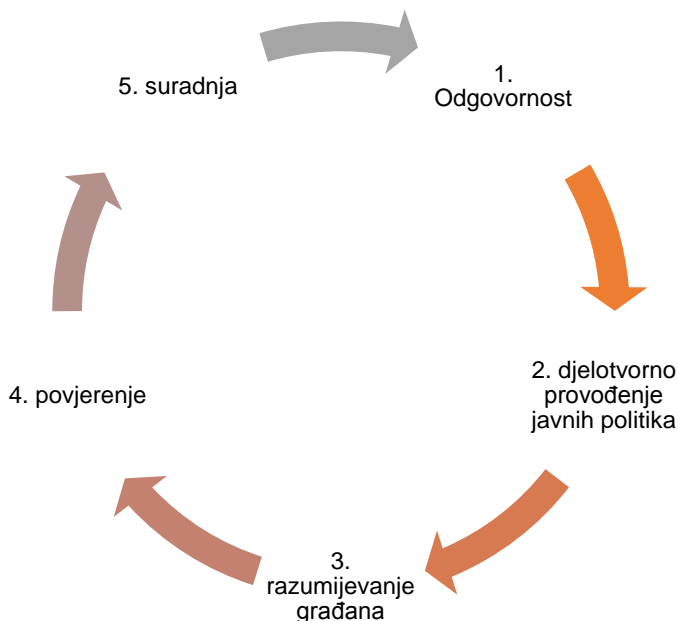 1.
Odgovornost
2. djelotvorno
provođenje
javnih politika
3.
razumijevanje
građana
4. povjerenje
5. suradnja